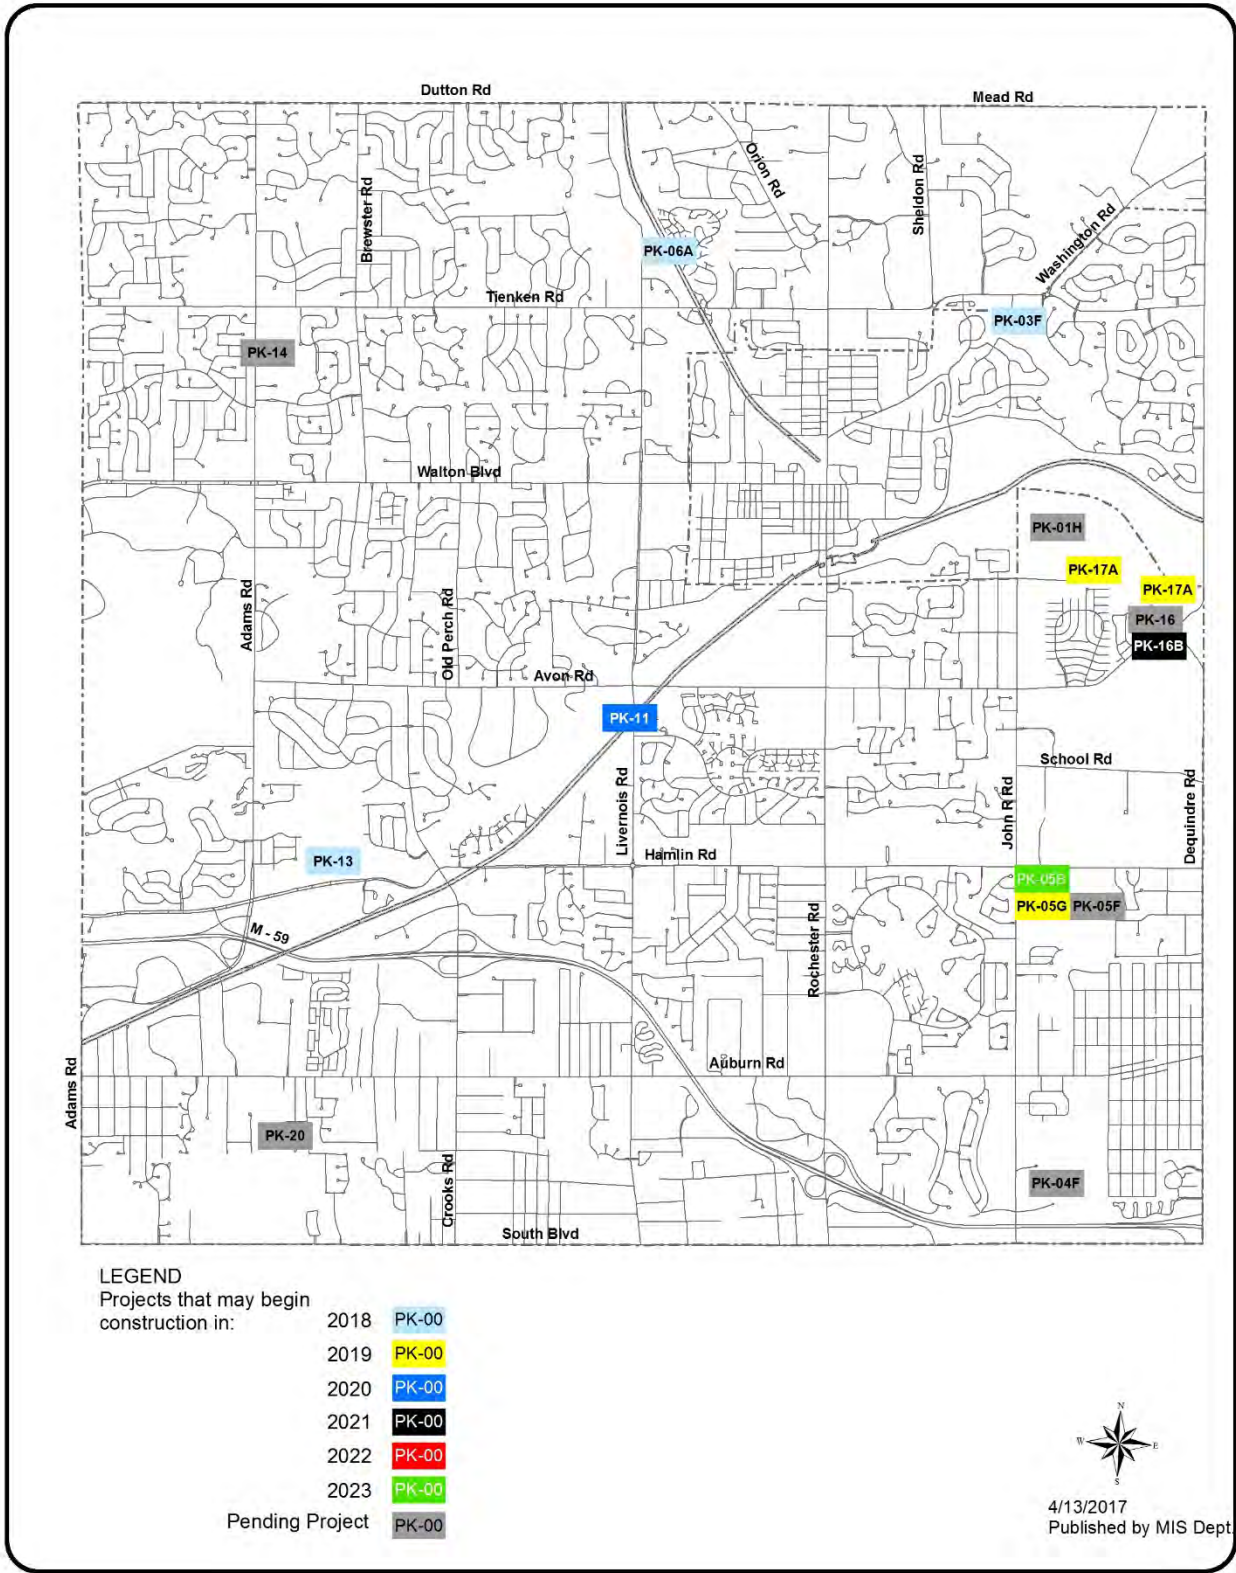 Dutton Rd
Mead Rd
Orion Rd
Brewster Rd
Sheldon Rd
Washington Rd
PK-06A
Tienken Rd
PK-03F
PK-14
Walton Blvd
PK-01H
PK-17A
PK-17A
Adams Rd
Old Perch Rd
PK-16
PK-16B
Avon Rd
PK-11
School Rd
Livernois Rd
John R Rd
Dequindre Rd
Hamlin Rd
PK-13
PK-05B
PK-05G
PK-05F
M - 59
Rochester Rd
Auburn Rd
Adams Rd
PK-20
Crooks Rd
PK-04F
South Blvd
LEGEND
Projects that may begin
construction in:
2018 PK-00
2019 PK-00
2020 PK-00
2021 PK-00
2022 PK-00
2023 PK-00
Pending Project PK-00
N
W
E
S
4/13/2017
Published by MIS Dept.